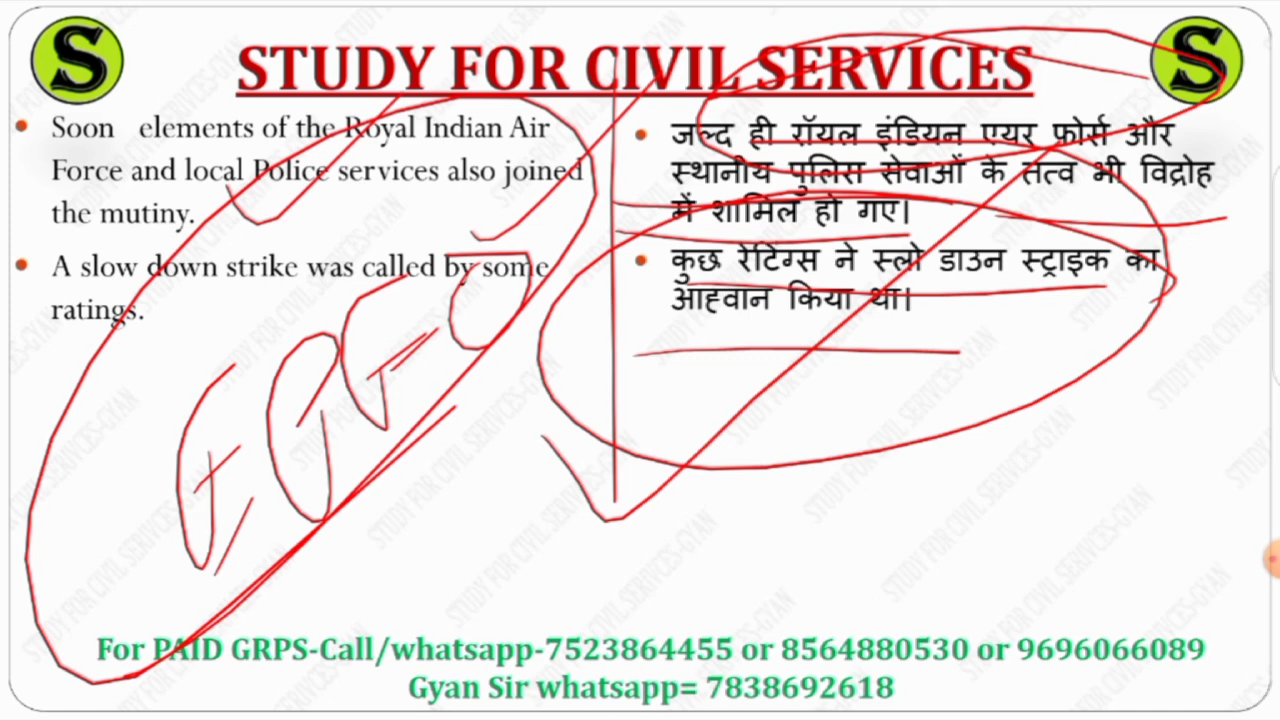 S
STUDY FOR CIVIL SERVICES
S
Soon elements of the Royal Indian Air
Force and local Police services also joined
the mutiny.
A slow down strike was called by some
ratings.
जल्द ही रॉयल इंडियन एयर फ़ोर्स और
स्थानीय पुलिस सेवाओं के तत्व भी विद्रोह
में शामिल हो गए।
कुछ रेटिंग्स ने स्लो डाउन स्ट्राइक का
आह्वान किया था।
For PAID GRPS-Call/whatsapp-7523864455 or 8564880530 or 9696066089
Gyan Sir whatsapp= 7838692618